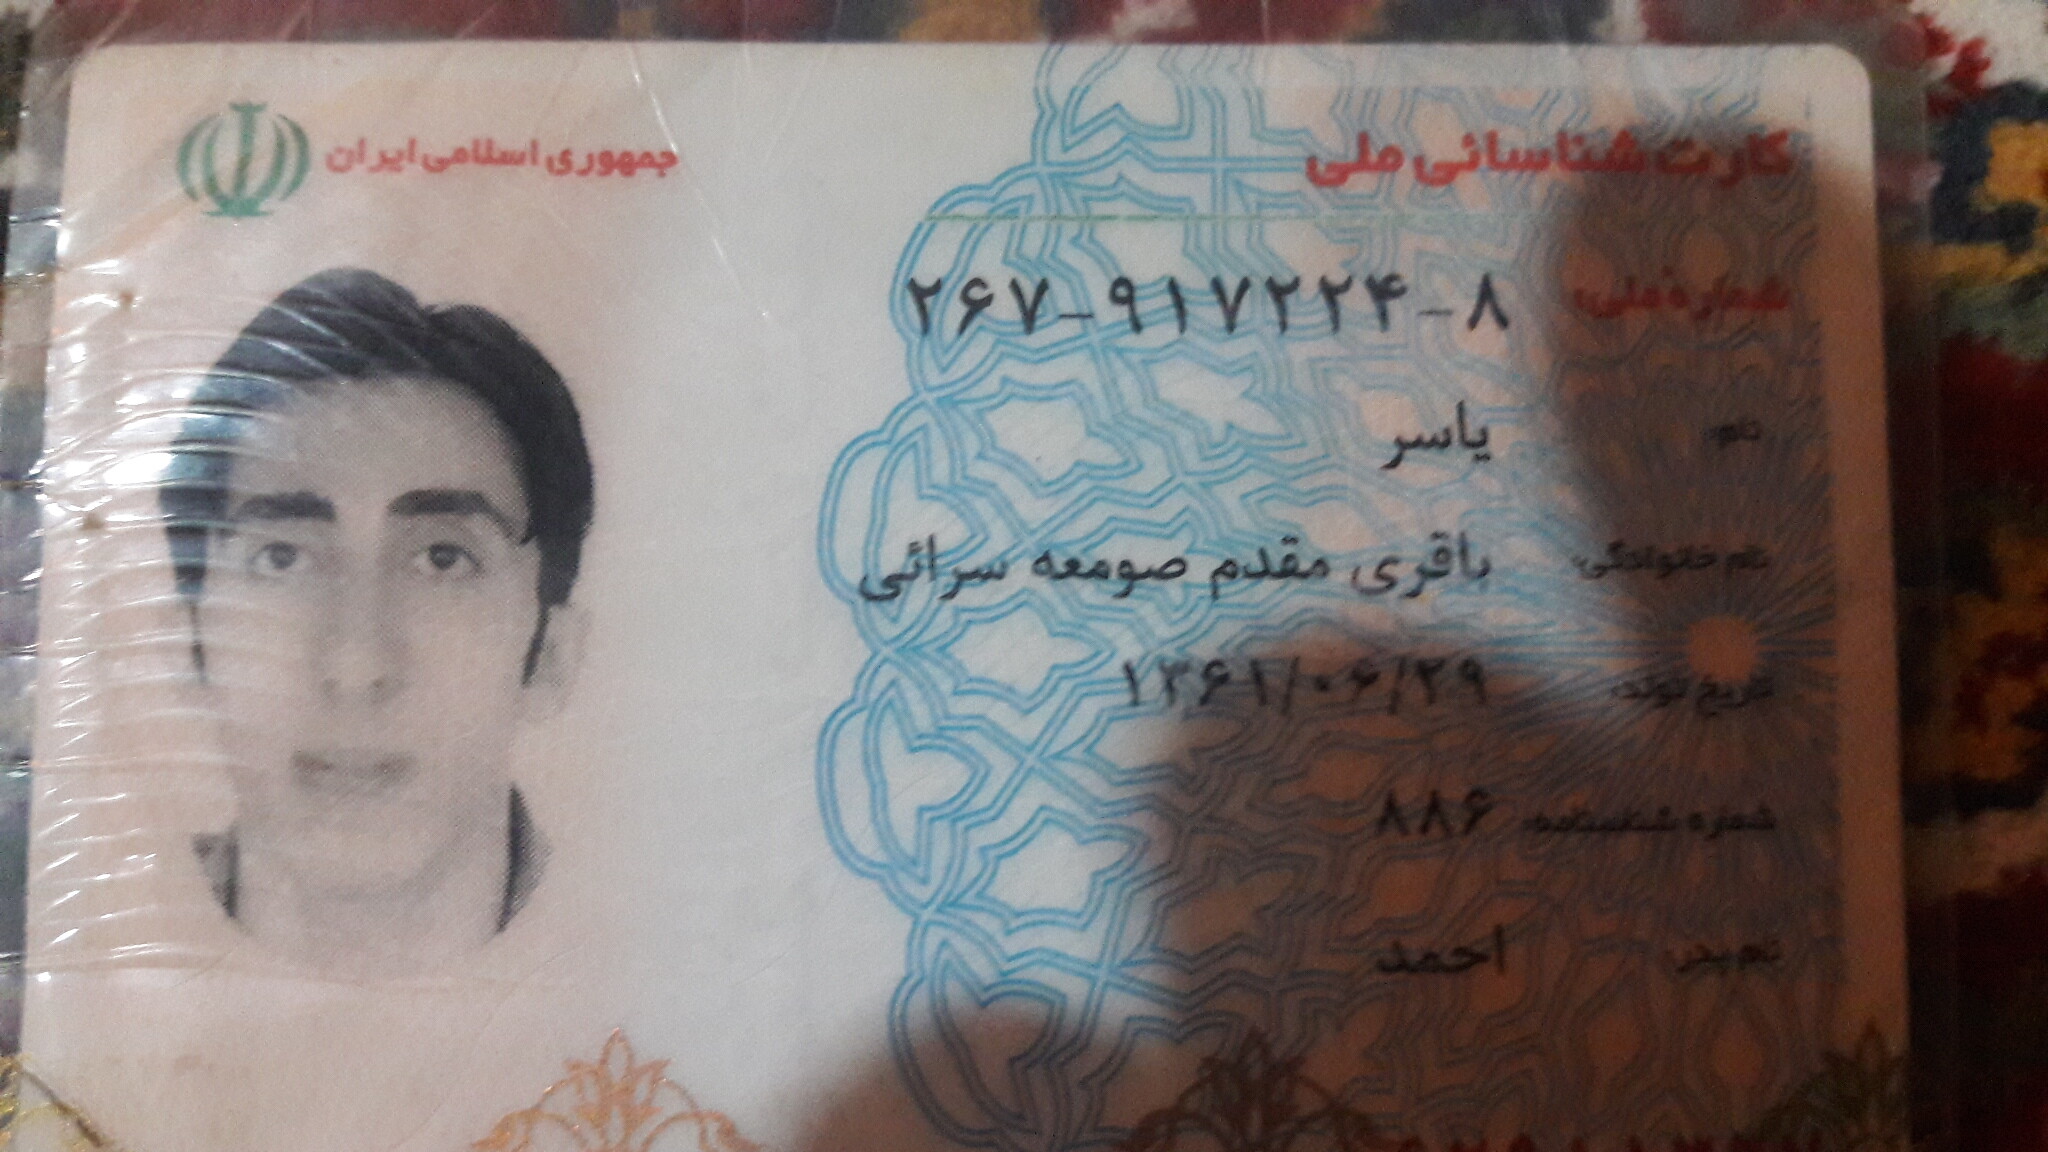 جمهوری اسلامی ایران
کارت شناسائی ملی
شماره ملی: ۲۶۷-۹۱۷۲۲۴-۸
نام: یاسر
نام خانوادگی: باقری مقدم صومعه سرائی
تاریخ تولد: ۱۳۶۱/۰۶/۲۹
شماره شناسنامه: ۸۸۶
نام پدر: احمد